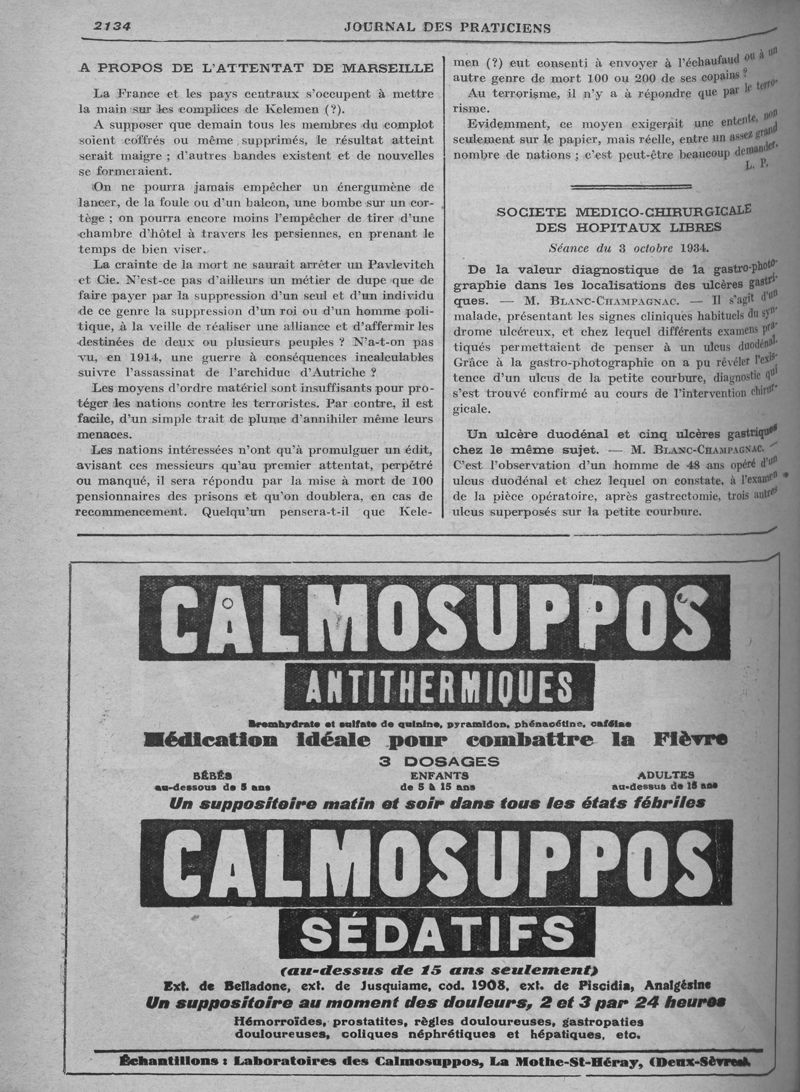 2134
JOURNAL DES PRATICIENS
A PROPOS DE L'ATTENTAT DE MARSEILLE
La France et les pays centraux s'occupent à mettre
la main sur les complices de Kelemen (?).
A supposer que demain tous les membres du complot
soient coffrés ou même supprimés, le résultat atteint
serait maigre ; d'autres bandes existent et de nouvelles
se formeraient.
On ne pourra jamais empêcher un énergumène de
lancer, de la foule ou d'un balcon, une bombe sur un cor-
tège ; on pourra encore moins l'empêcher de tirer d'une
chambre d'hôtel à travers les persiennes, en prenant le
temps de bien viser.
La crainte de la mort ne saurait arrêter un Pavlevitch
et Cie. N'est-ce pas d'ailleurs un métier de dupe que de
faire payer par la suppression d'un seul et d'un individu
de ce genre la suppression d'un roi ou d'un homme poli-
tique, à la veille de réaliser une alliance et d'affermir les
destinées de deux ou plusieurs peuples ? N'a-t-on pas
vu, en 1914, une guerre à conséquences incalculables
suivre l'assassinat de l'archiduc d'Autriche ?
Les moyens d'ordre matériel sont insuffisants pour pro-
téger les nations contre les terroristes. Par contre, il est
facile, d'un simple trait de plume d'annihiler même leurs
menaces.
Les nations intéressées n'ont qu'à promulguer un édit,
avisant ces messieurs qu'au premier attentat, perpétré
ou manqué, il sera répondu par la mise à mort de 100
pensionnaires des prisons et qu'on doublera, en cas de
recommencement. Quelqu'un pensera-t-il que Kele-
men (?) eut consenti à envoyer à l'échafaud ou à un
autre genre de mort 100 ou 200 de ses copains ?
Au terrorisme, il n'y a à répondre que par le terro-
risme.
Evidemment, ce moyen exigerait une entente, non
seulement sur le papier, mais réelle, entre un assez grand
nombre de nations ; c'est peut-être beaucoup demander.
L. P.
SOCIETE MEDICO-CHIRURGICALE
DES HOPITAUX LIBRES
Séance du 3 octobre 1934.
De la valeur diagnostique de la gastro-photo-
graphie dans les localisations des ulcères gastri-
ques. — M. BLANC-CHAMPAGNAC. — Il s'agit d'un
malade, présentant les signes cliniques habituels du syn-
drome ulcéreux, et chez lequel différents examens pra-
tiqués permettaient de penser à un ulcus duodénal.
Grâce à la gastro-photographie on a pu révéler l'exis-
tence d'un ulcus de la petite courbure, diagnostic qui
s'est trouvé confirmé au cours de l'intervention chirur-
gicale.
Un ulcère duodénal et cinq ulcères gastriques
chez le même sujet. — M. BLANC-CHAMPAGNAC. —
C'est l'observation d'un homme de 48 ans opéré d'un
ulcus duodénal et chez lequel on constate, à l'examen
de la pièce opératoire, après gastrectomie, trois autres
ulcus superposés sur la petite courbure.
CALMOSUPPOS
ANTITHERMIQUES
Bromhydrate et sulfate de quinine, pyramidon, phénacétine, caféine
Médication idéale pour combattre la Fièvre
3 DOSAGES
BÉBÉS ENFANTS ADULTES
au-dessous de 5 ans de 5 à 15 ans au-dessus de 15 ans
Un suppositoire matin et soir dans tous les états fébriles
CALMOSUPPOS
SÉDATIFS
(au-dessus de 15 ans seulement)
Ext. de Belladone, ext. de Jusquiame, cod. 1908, ext. de Piscidia, Analgésine
Un suppositoire au moment des douleurs, 2 et 3 par 24 heures
Hémorroïdes, prostatites, règles douloureuses, gastropaties
douloureuses, coliques néphrétiques et hépatiques, etc.
Échantillons : Laboratoires des Calmosuppos, La Mothe-St-Héray, (Deux-Sèvres).